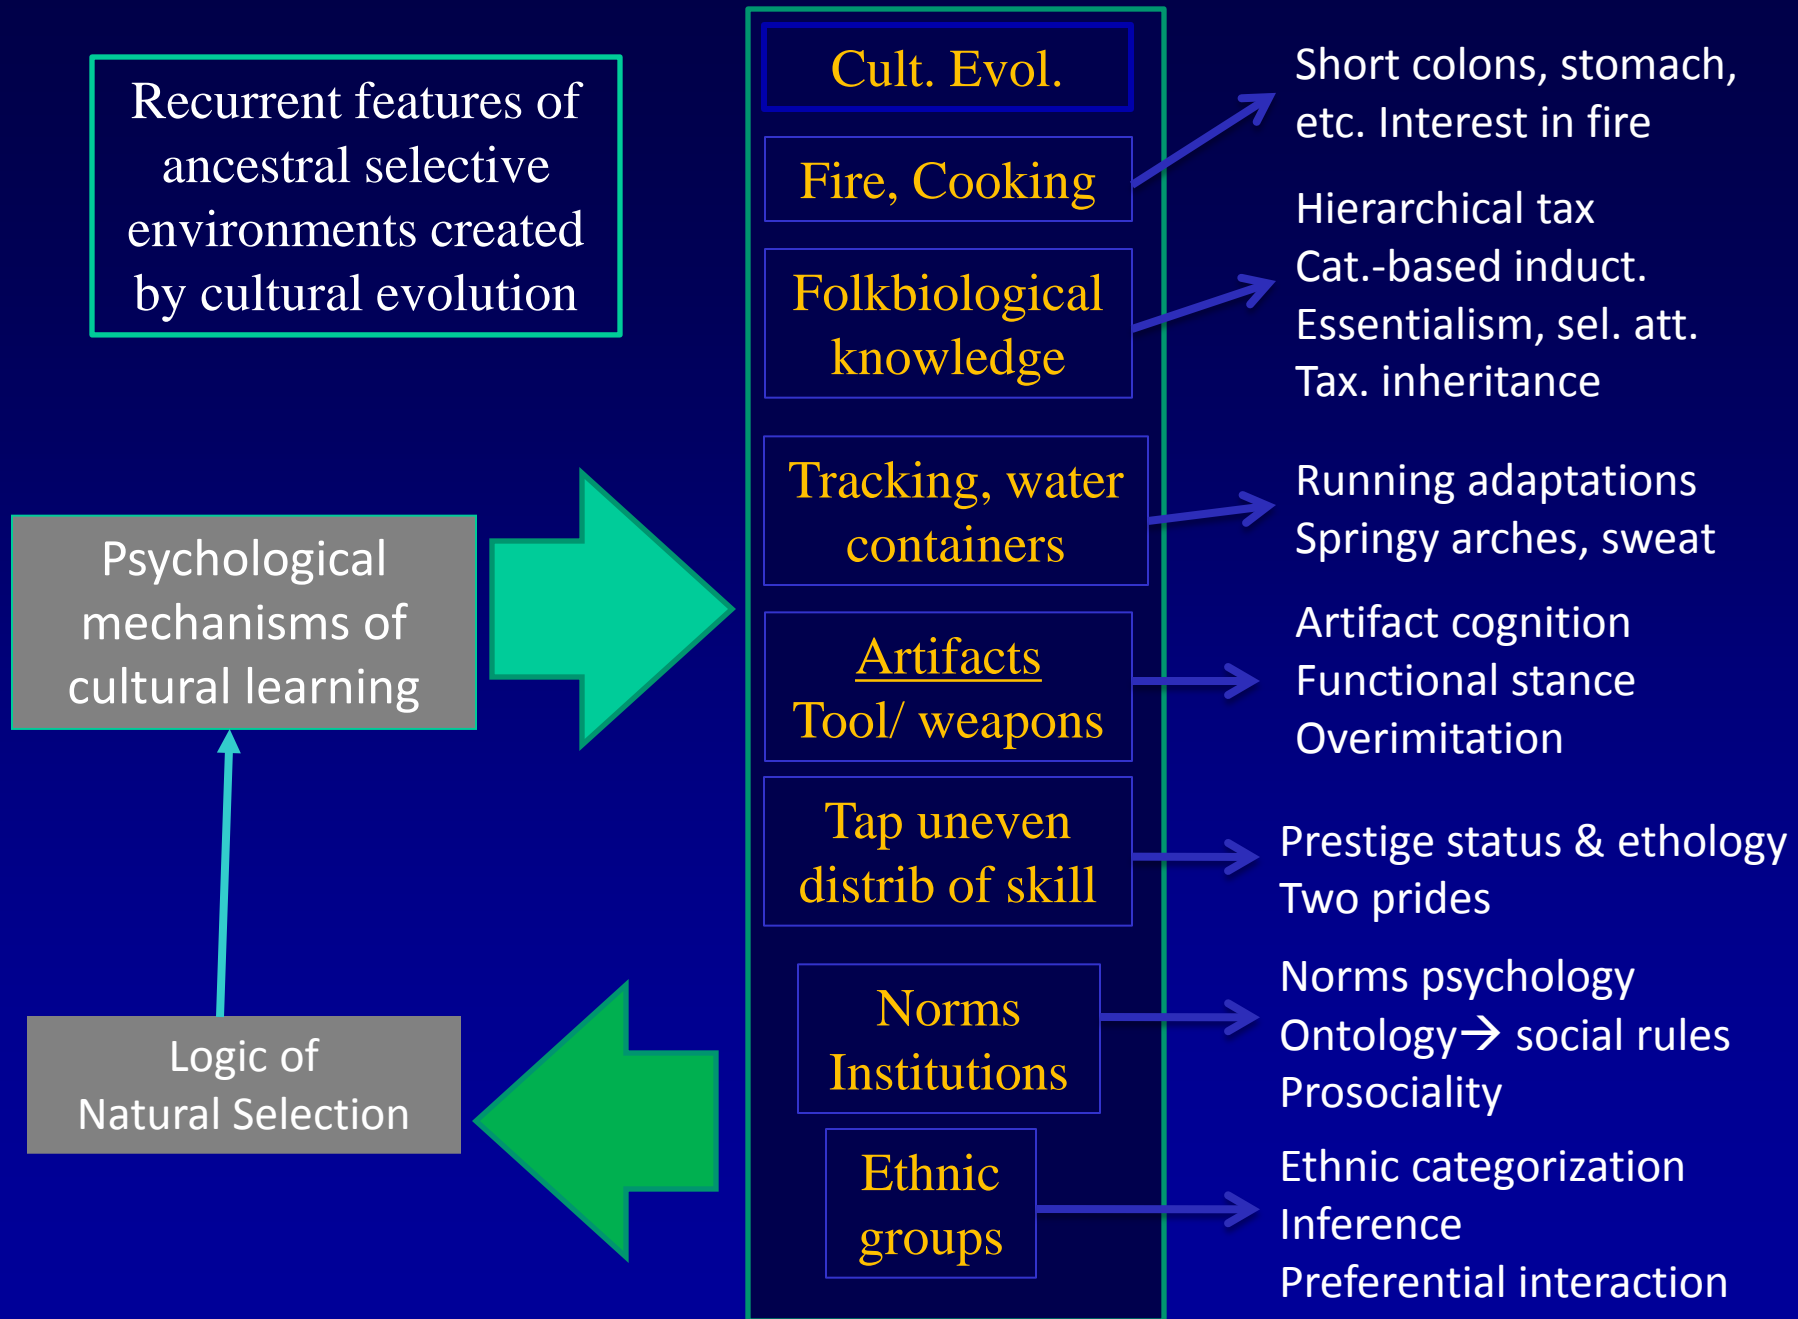 Recurrent features of
ancestral selective
environments created
by cultural evolution
Psychological
mechanisms of
cultural learning
Logic of
Natural Selection
Cult. Evol.
Fire, Cooking
Folkbiological
knowledge
Tracking, water
containers
Artifacts
Tool/ weapons
Tap uneven
distrib of skill
Norms
Institutions
Ethnic
groups
Short colons, stomach,
etc. Interest in fire
Hierarchical tax
Cat.-based induct.
Essentialism, sel. att.
Tax. inheritance
Running adaptations
Springy arches, sweat
Artifact cognition
Functional stance
Overimitation
Prestige status & ethology
Two prides
Norms psychology
Ontology→ social rules
Prosociality
Ethnic categorization
Inference
Preferential interaction